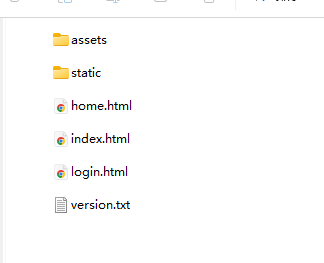 assets
static
home.html
index.html
login.html
version.txt